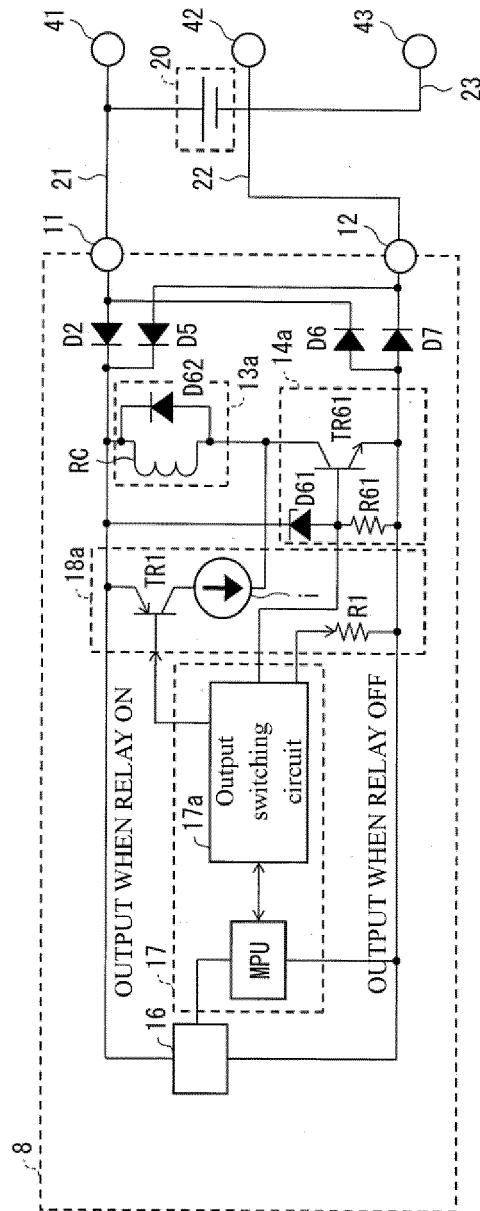 8
16
17
OUTPUT WHEN RELAY ON
MPU
17a
Output
switching
circuit
OUTPUT WHEN RELAY OFF
18a
TR1
i
R1
RC
D62
13a
D61
TR61
R61
14a
D2
D5
D6
D7
11
12
21
22
20
23
41
42
43